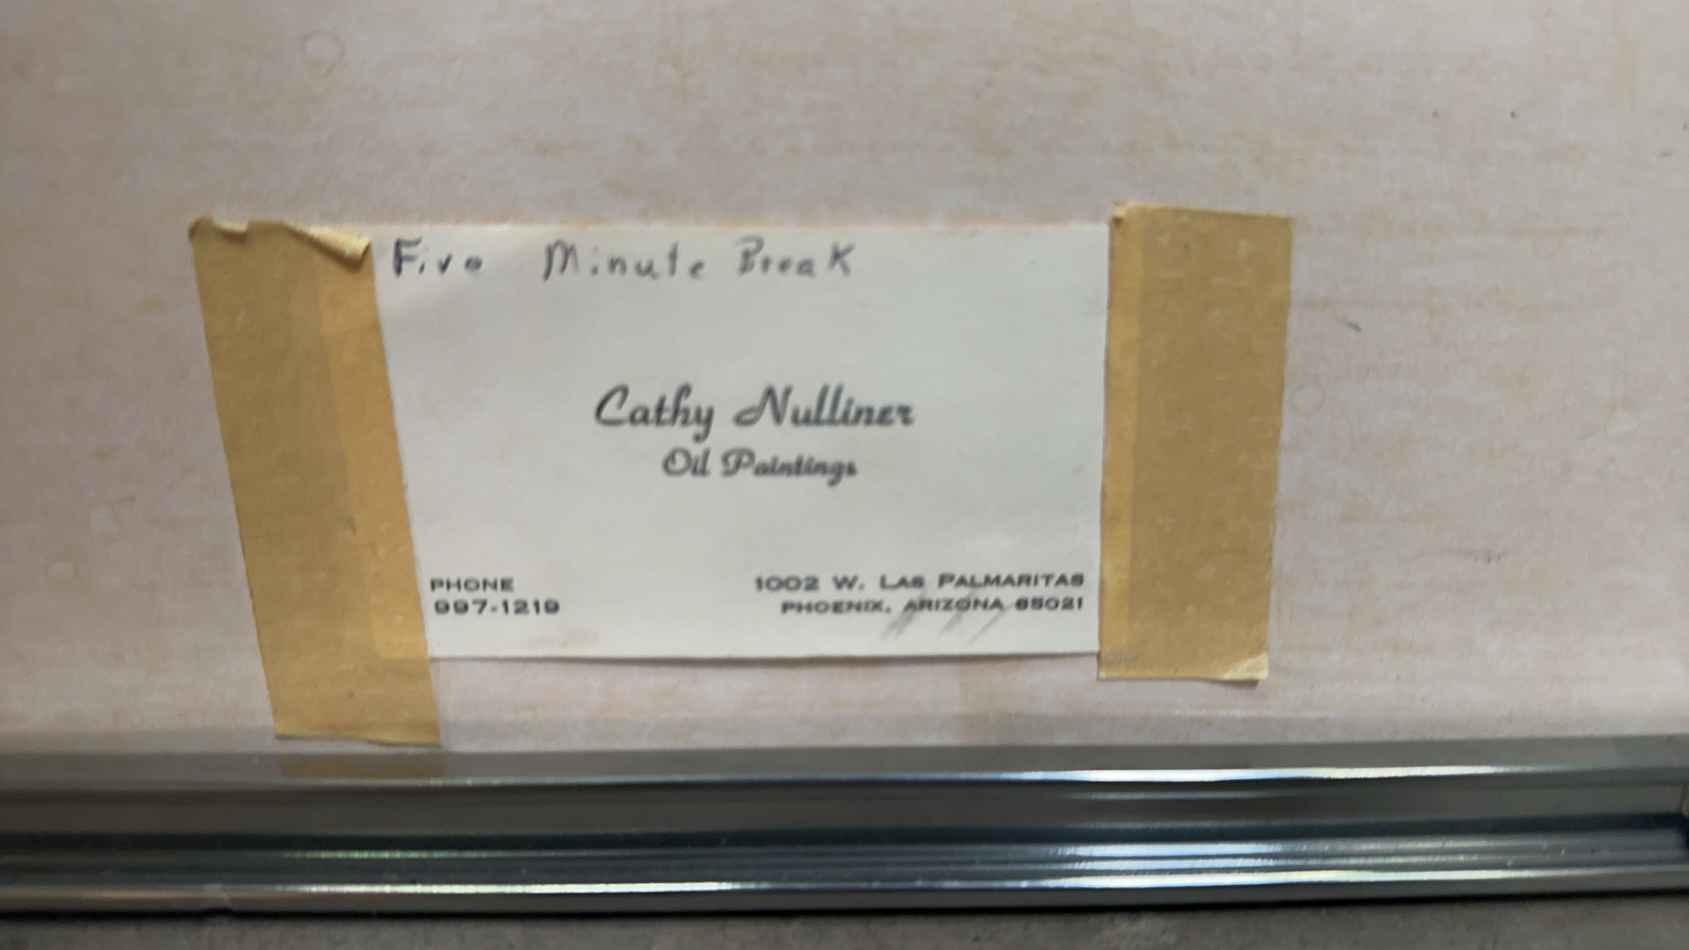 Five Minute Break
Cathy Nulliner
Oil Paintings
PHONE
997-1219
1002 W. LAS PALMARITAS
PHOENIX, ARIZONA 85021